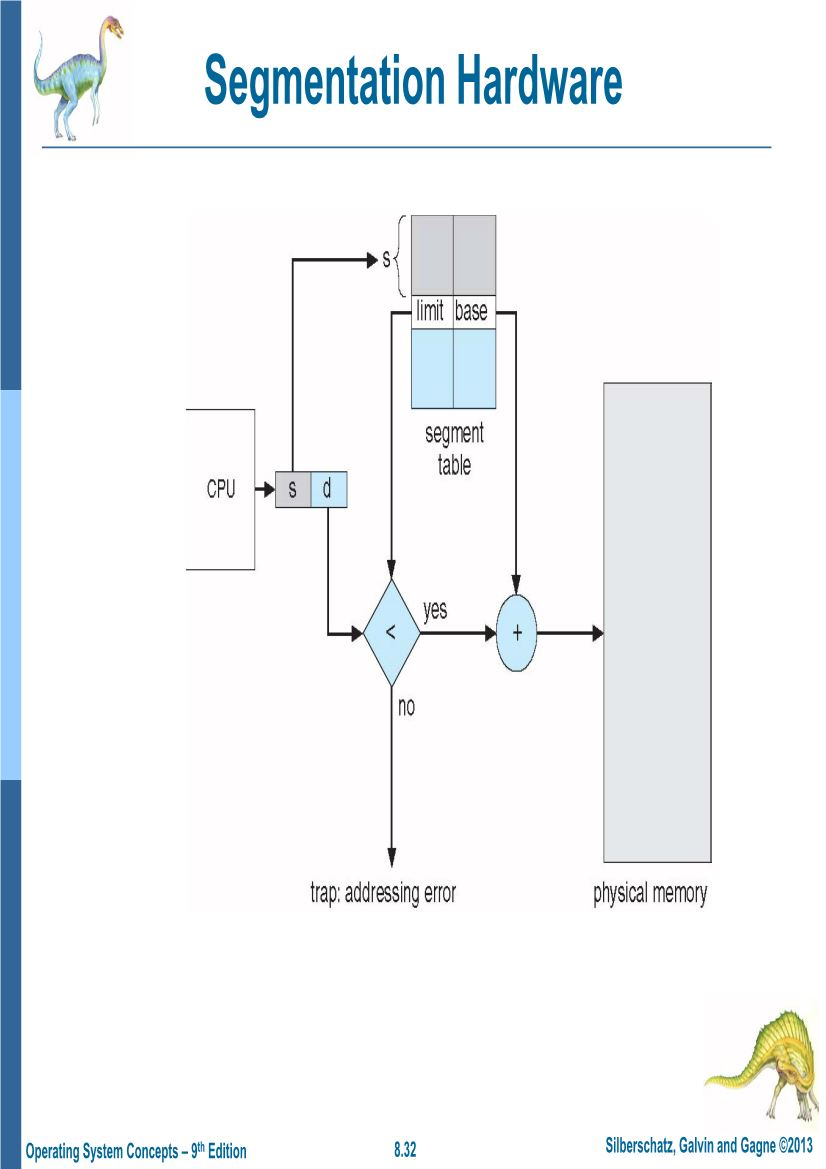 Segmentation Hardware
s
limit base
segment
table
CPU
s d
<
yes
+
no
trap: addressing error
physical memory
Operating System Concepts – 9th Edition
8.32
Silberschatz, Galvin and Gagne ©2013